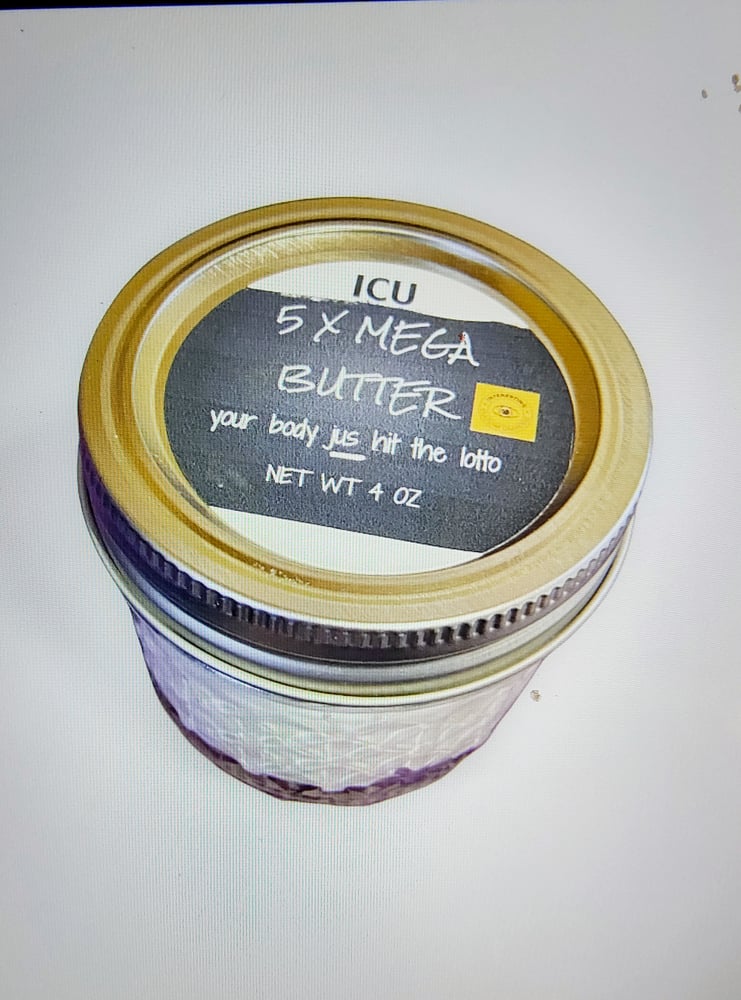 ICU
5 X MEGA
BUTTER
your body jus hit the lotto
NET WT 4 OZ